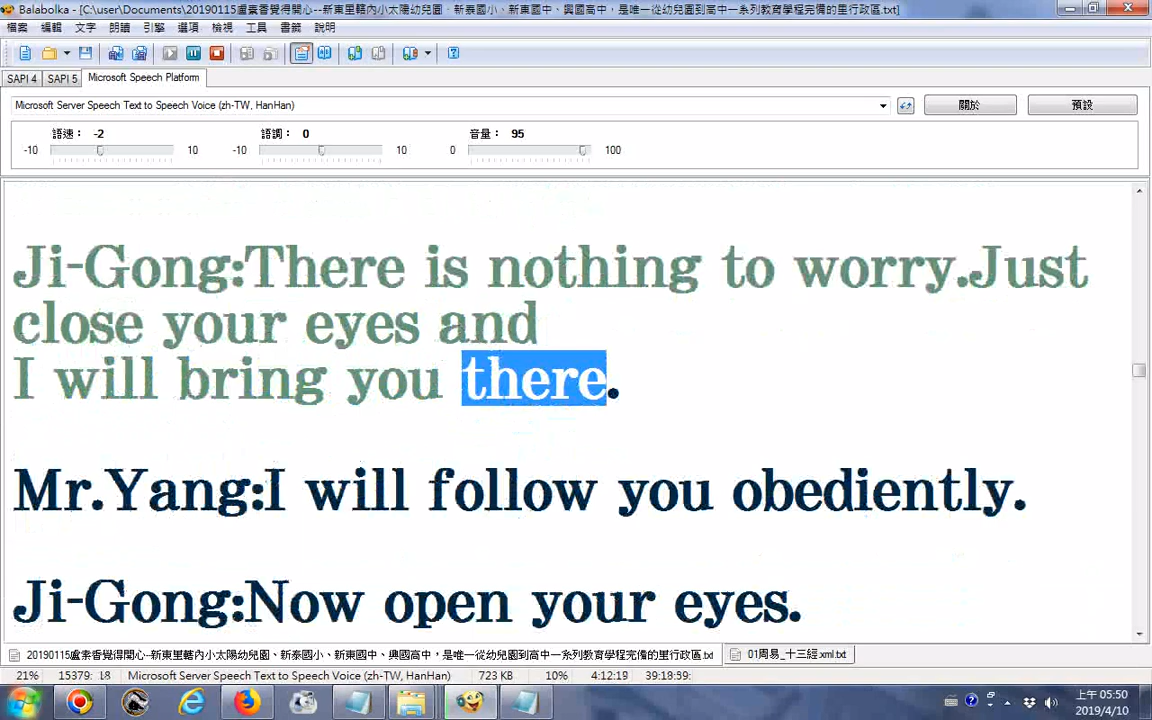 Balabolka - [C:\user\Documents\20190115盧素香覺得開心--新東里轄內小太陽幼兒園、新泰國小、新東國中、興國高中，是唯一從幼兒園到高中一系列教育學程完備的里行政區.txt]
檔案 編輯 文字 朗讀 引擎 選項 檢視 工具 書籤 說明
SAPI 4 SAPI 5 Microsoft Speech Platform
Microsoft Server Speech Text to Speech Voice (zh-TW, HanHan) 關於 預設
語速： -2 語調： 0 音量： 95
-10 10 -10 10 0 100
Ji-Gong:There is nothing to worry.Just
close your eyes and
I will bring you there.
Mr.Yang:I will follow you obediently.
Ji-Gong:Now open your eyes.
20190115盧素香覺得開心--新東里轄內小太陽幼兒園、新泰國小、新東國中、興國高中，是唯一從幼兒園到高中一系列教育學程完備的里行政區.txt 01周易_十三經.xml.txt
21% 15379: 18 Microsoft Server Speech Text to Speech Voice (zh-TW, HanHan) 723 KB 10% 4:12:19 39:18:59
上午 05:50
2019/4/10